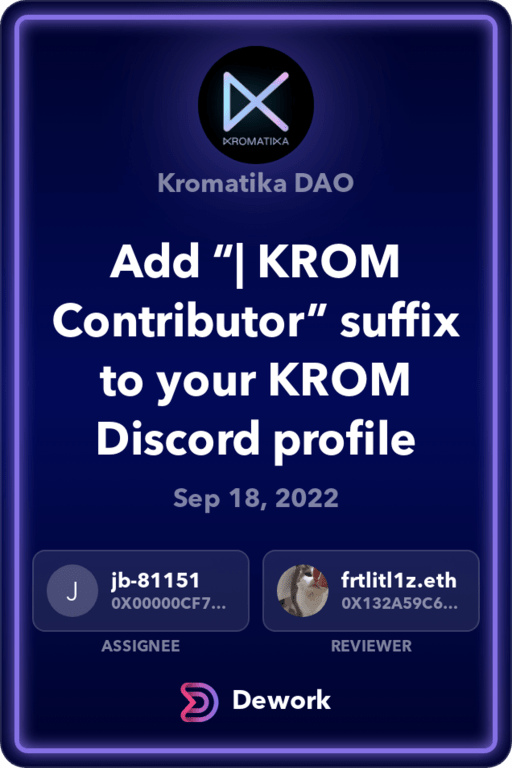 KROMATIKA
Kromatika DAO
Add “| KROM
Contributor” suffix
to your KROM
Discord profile
Sep 18, 2022
J
jb-81151
0X00000CF7...
frtlitl1z.eth
0X132A59C6...
ASSIGNEE
REVIEWER
Dework